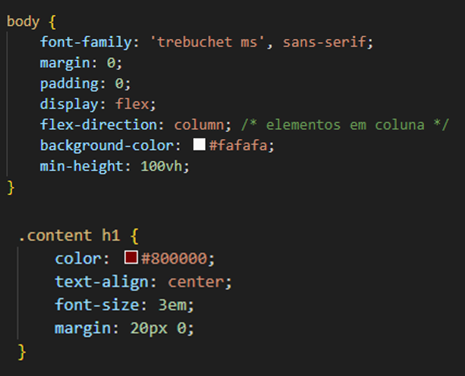 body {
font-family: 'trebuchet ms', sans-serif;
margin: 0;
padding: 0;
display: flex;
flex-direction: column; /* elementos em coluna */
background-color: #fafafa;
min-height: 100vh;
}
.content h1 {
color: #800000;
text-align: center;
font-size: 3em;
margin: 20px 0;
}